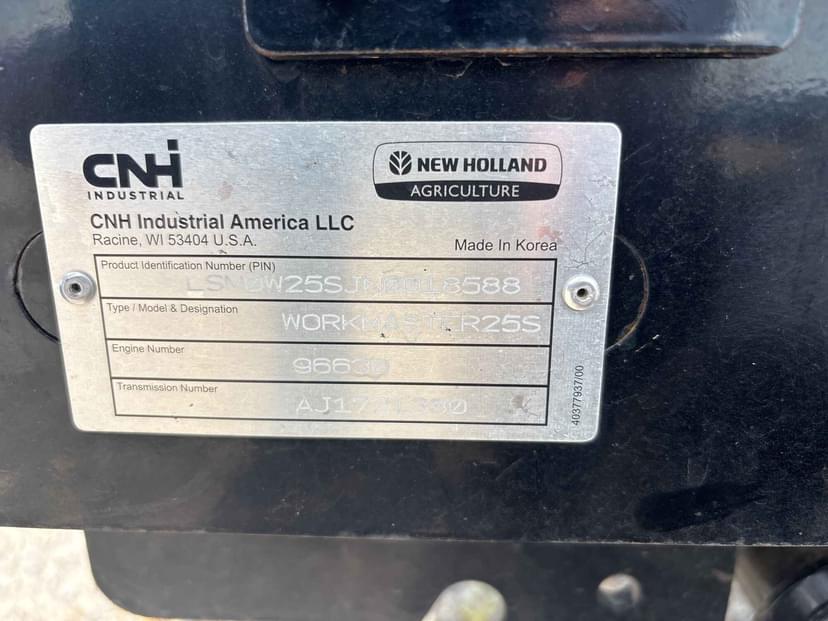 CNH
INDUSTRIAL
NEW HOLLAND
AGRICULTURE
CNH Industrial America LLC
Racine, WI 53404 U.S.A.
Made In Korea
Product Identification Number (PIN)
Type / Model & Designation
WORKMASTER25S
Engine Number
Transmission Number
40377937/00